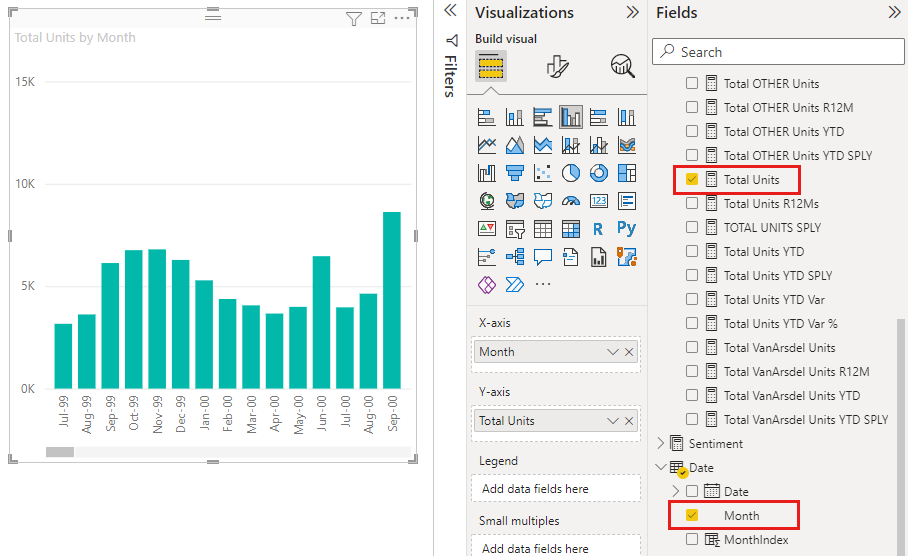 Total Units by Month
15K
10K
5K
0K
Jul-99
Aug-99
Sep-99
Oct-99
Nov-99
Dec-99
Jan-00
Feb-00
Mar-00
Apr-00
May-00
Jun-00
Jul-00
Aug-00
Sep-00
Filters
Visualizations
Build visual
123
R
Py
X-axis
Month
Y-axis
Total Units
Legend
Add data fields here
Small multiples
Add data fields here
Fields
Search
Total OTHER Units
Total OTHER Units R12M
Total OTHER Units YTD
Total OTHER Units YTD SPLY
Total Units
Total Units R12Ms
TOTAL UNITS SPLY
Total Units YTD
Total Units YTD SPLY
Total Units YTD Var
Total Units YTD Var %
Total VanArsdel Units
Total VanArsdel Units R12M
Total VanArsdel Units YTD
Total VanArsdel Units YTD SPLY
Sentiment
Date
Date
Month
MonthIndex